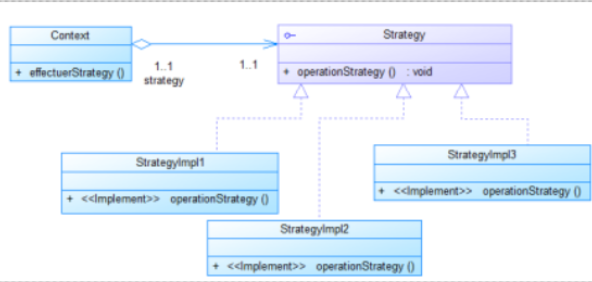 Context
+ effectuerStrategy ()
1..1
strategy
1..1
Strategy
+ operationStrategy () : void
StrategyImpl1
+ <<Implement>> operationStrategy ()
StrategyImpl3
+ <<Implement>> operationStrategy ()
StrategyImpl2
+ <<Implement>> operationStrategy ()